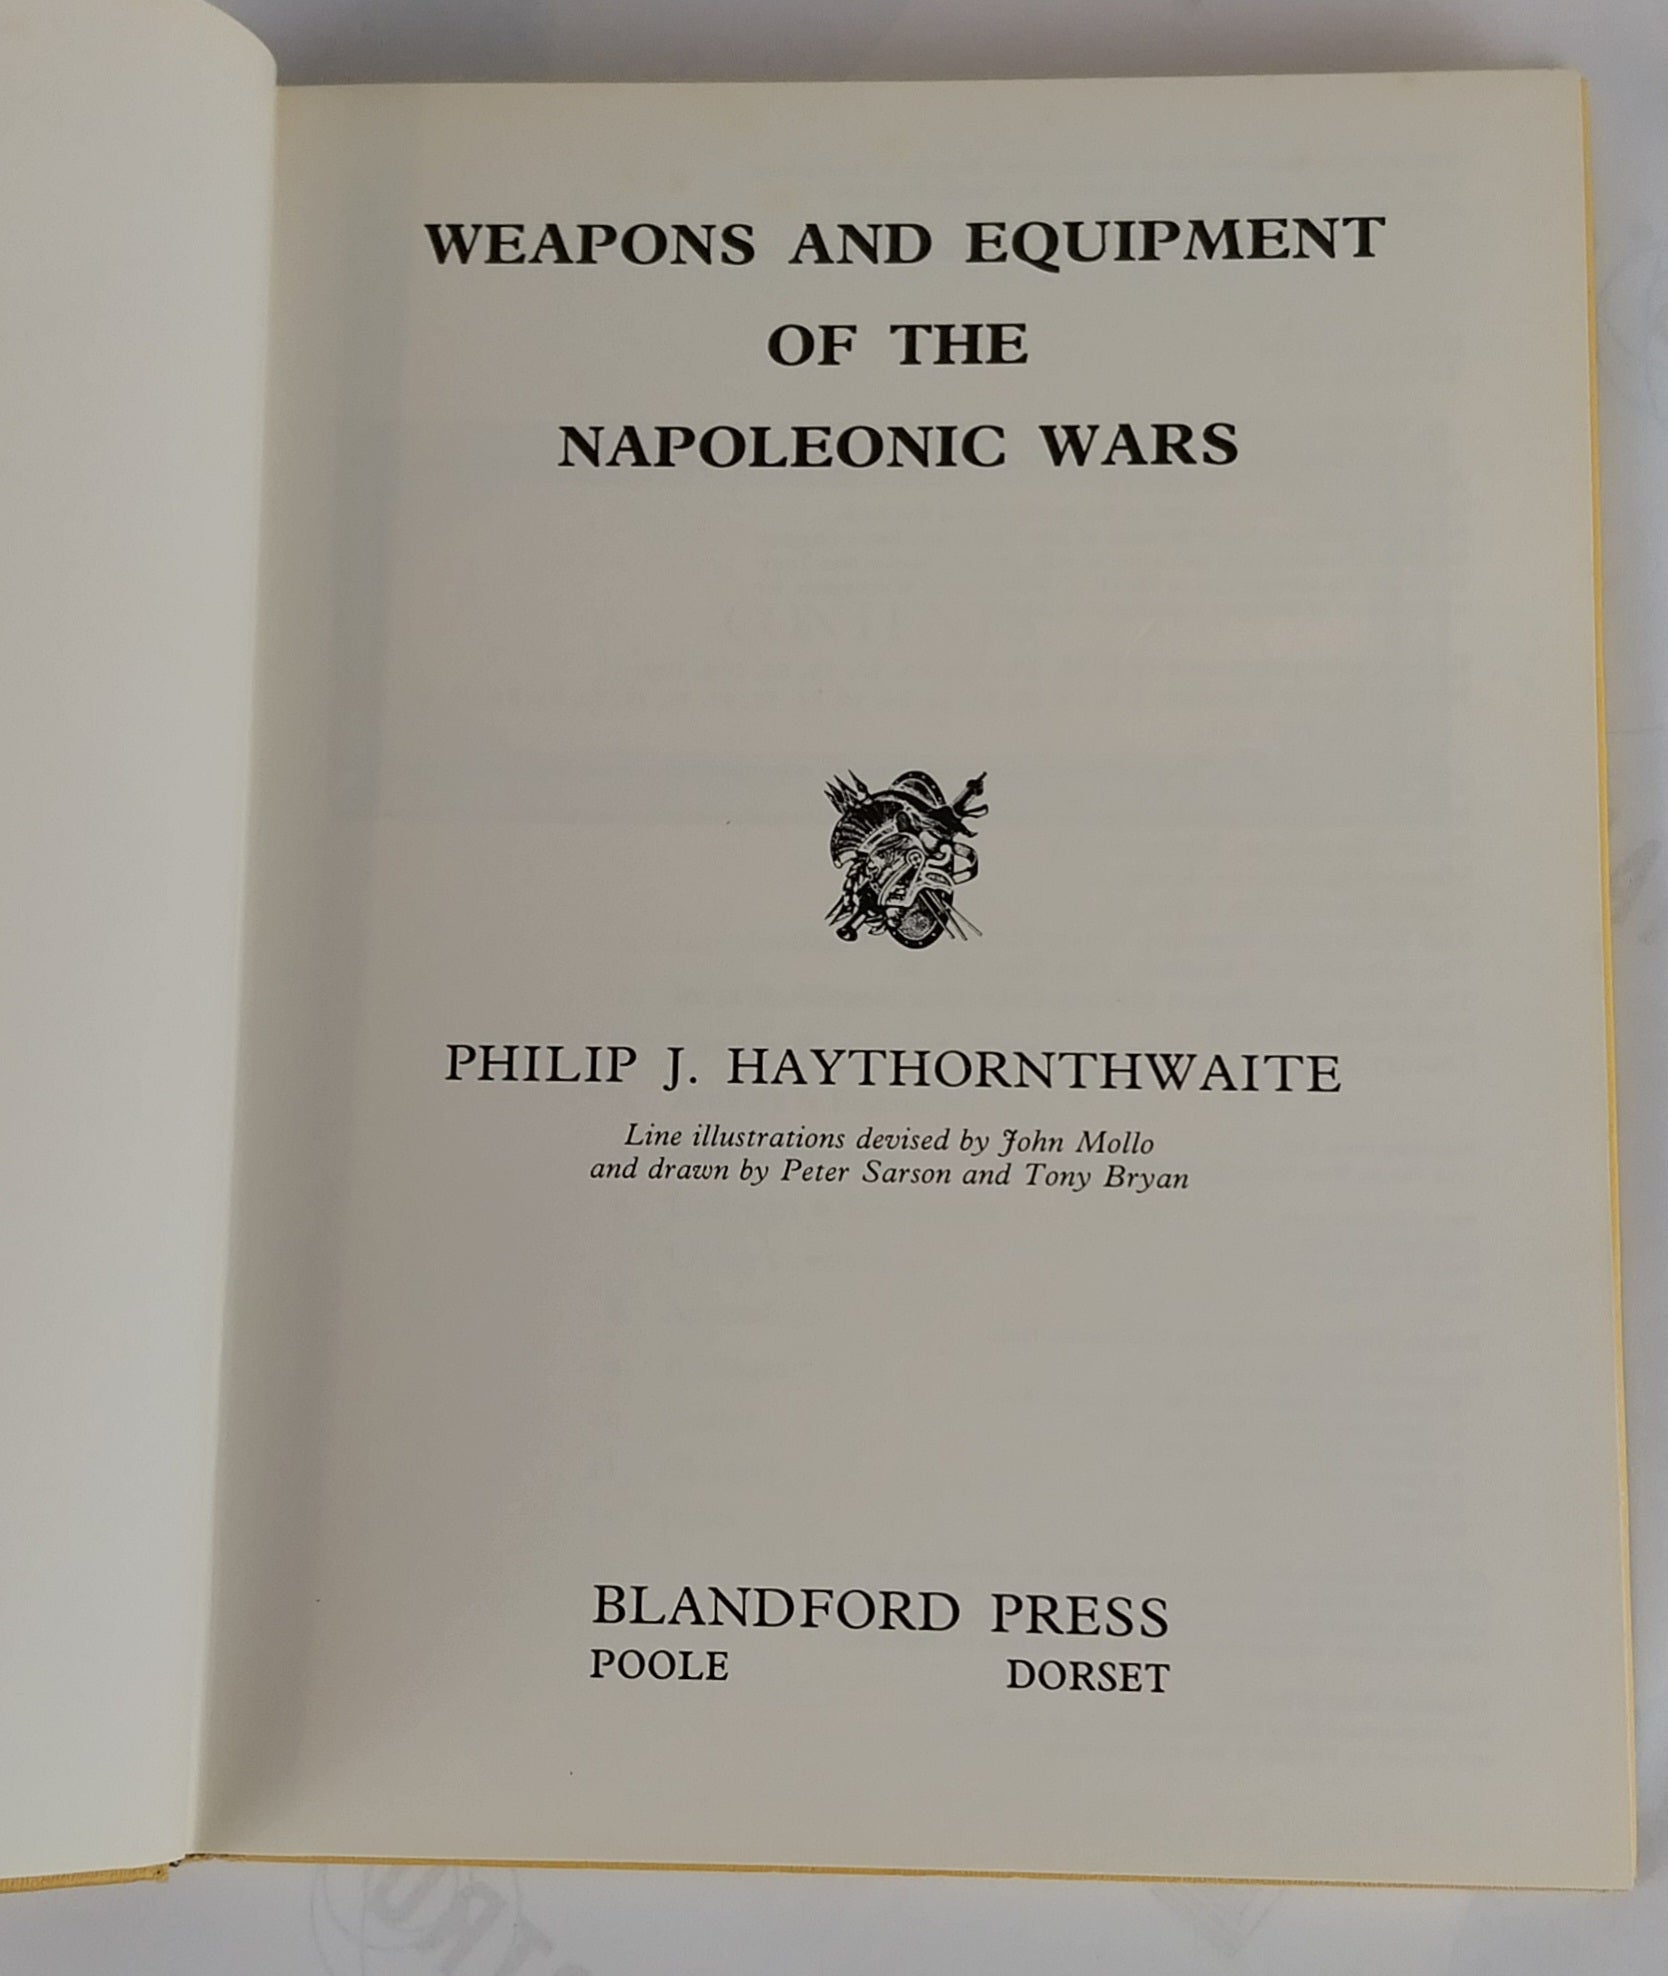 WEAPONS AND EQUIPMENT
OF THE
NAPOLEONIC WARS
PHILIP J. HAYTHORNTHWAITE
Line illustrations devised by John Mollo
and drawn by Peter Sarson and Tony Bryan
BLANDFORD PRESS
POOLE DORSET